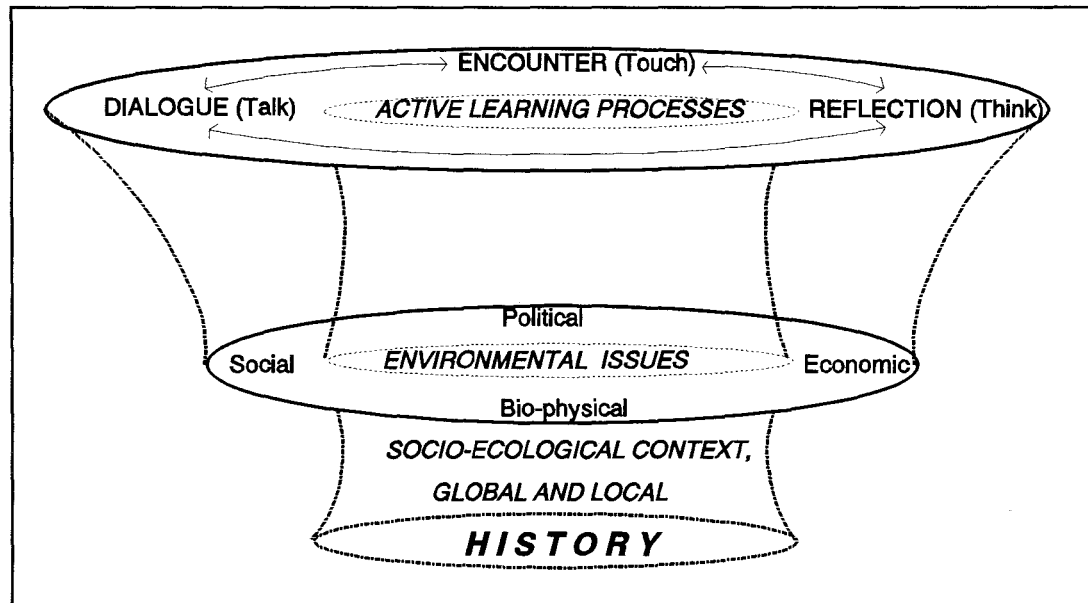 ENCOUNTER (Touch)
DIALOGUE (Talk) ACTIVE LEARNING PROCESSES REFLECTION (Think)
Political
Social ENVIRONMENTAL ISSUES Economic
Bio-physical
SOCIO-ECOLOGICAL CONTEXT,
GLOBAL AND LOCAL
HISTORY